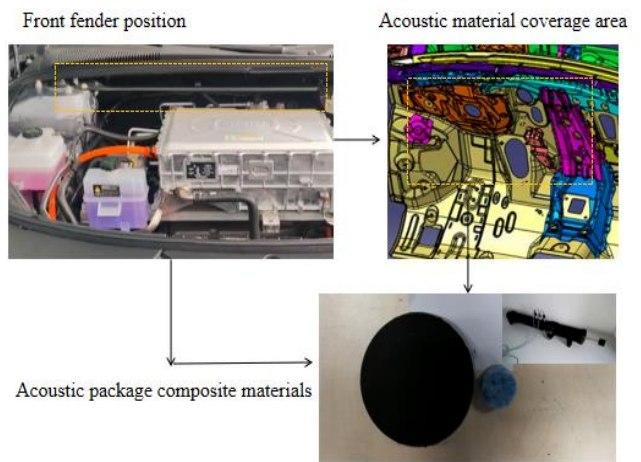 Front fender position
Acoustic material coverage area
Acoustic package composite materials